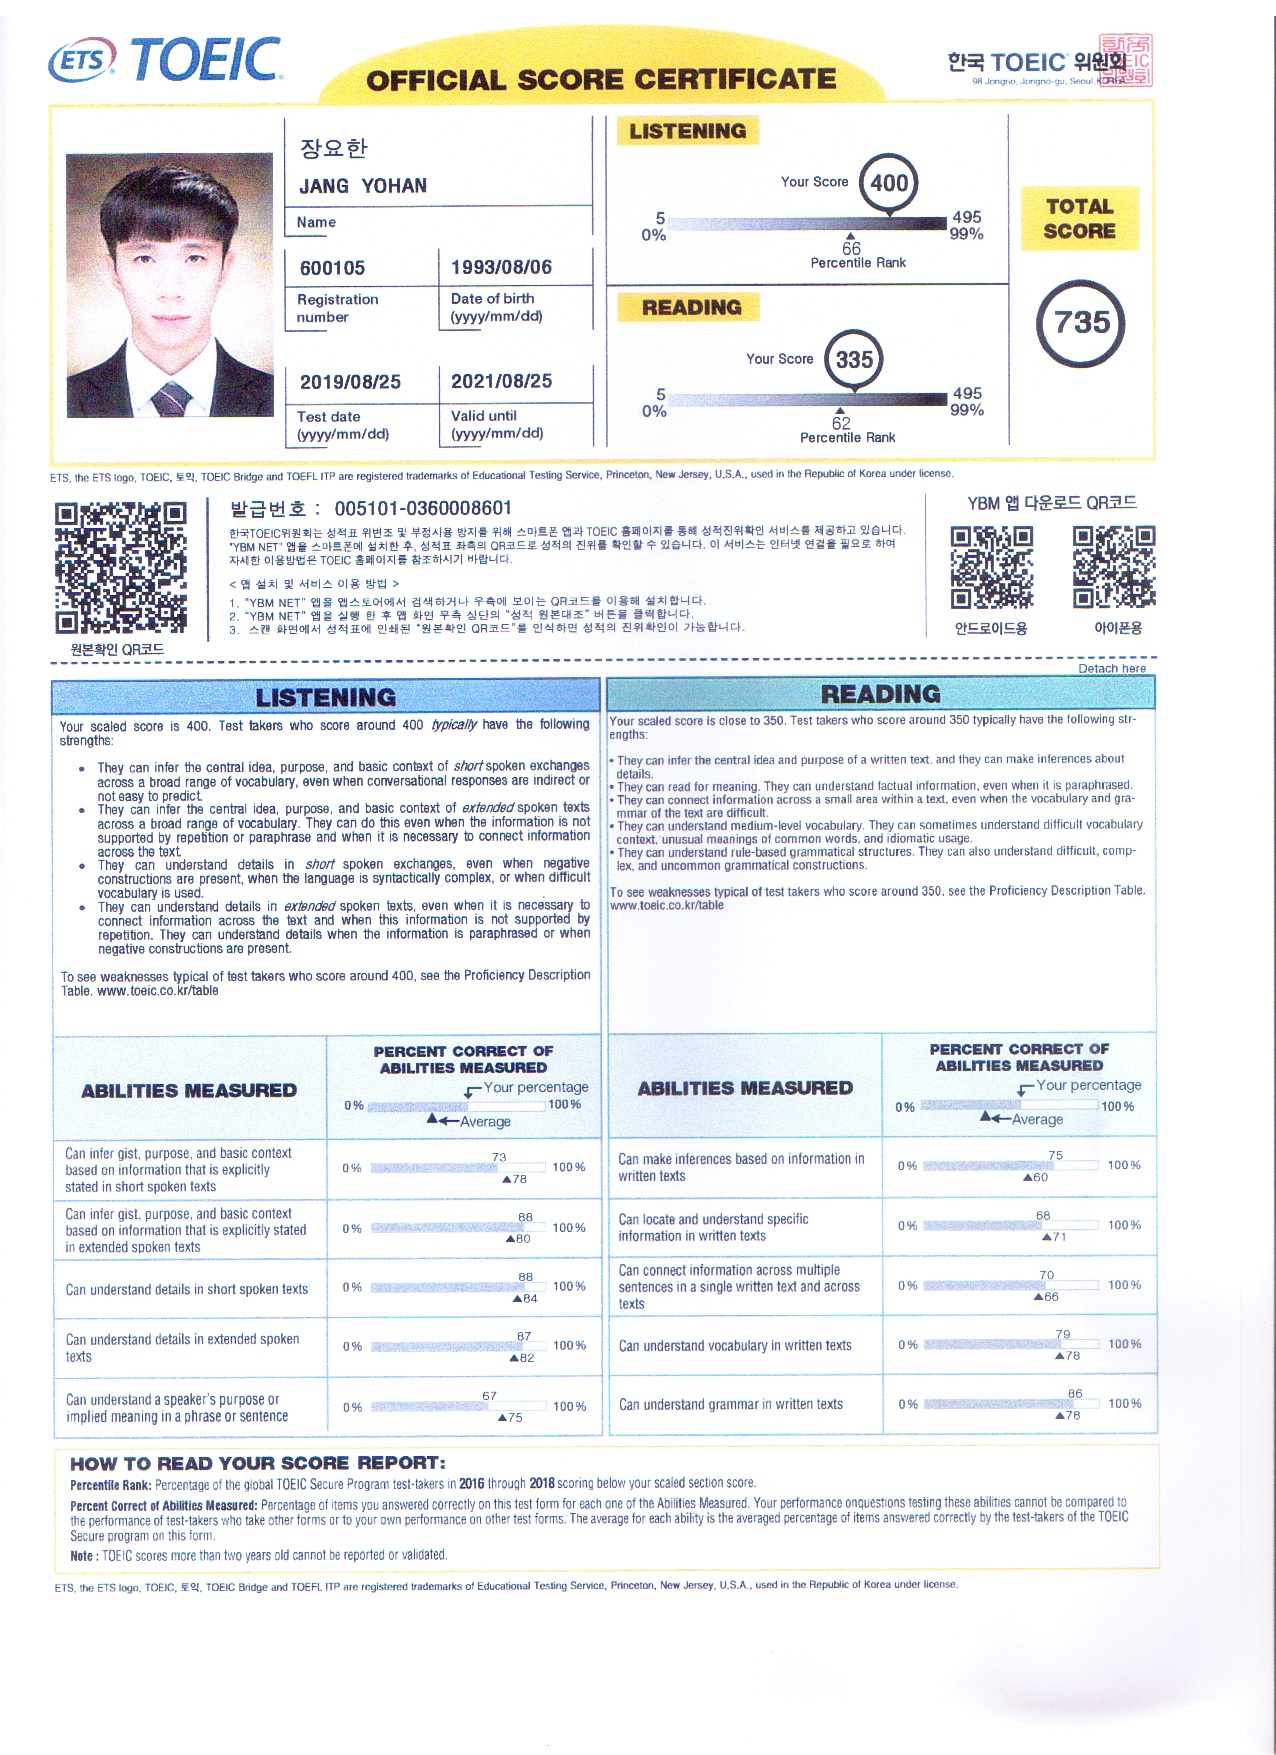 ETS TOEIC
OFFICIAL SCORE CERTIFICATE
한국 TOEIC 위원회
98 Jongno, Jongno-gu, Seoul, KOREA
장요한
JANG YOHAN
Name
600105
1993/08/06
Registration
number
Date of birth
(yyyy/mm/dd)
2019/08/25
2021/08/25
Test date
(yyyy/mm/dd)
Valid until
(yyyy/mm/dd)
LISTENING
Your Score 400
5 495
0% 99%
66
Percentile Rank
READING
Your Score 335
5 495
0% 99%
62
Percentile Rank
TOTAL
SCORE
735
ETS, the ETS logo, TOEIC, 토익, TOEIC Bridge and TOEFL ITP are registered trademarks of Educational Testing Service, Princeton, New Jersey, U.S.A., used in the Republic of Korea under license.
원본확인 QR코드
발급번호 : 005101-0360008601
한국TOEIC위원회는 성적표 위변조 및 부정사용 방지를 위해 스마트폰 앱과 TOEIC 홈페이지를 통해 성적진위확인 서비스를 제공하고 있습니다.
"YBM NET" 앱을 스마트폰에 설치한 후, 성적표 좌측의 QR코드로 성적의 진위를 확인할 수 있습니다. 이 서비스는 인터넷 연결을 필요로 하며
자세한 이용방법은 TOEIC 홈페이지를 참조하시기 바랍니다.
< 앱 설치 및 서비스 이용 방법 >
1. "YBM NET" 앱을 앱스토어에서 검색하거나 우측에 보이는 QR코드를 이용해 설치합니다.
2. "YBM NET" 앱을 실행 한 후 앱 화면 우측 상단의 "성적 원본대조" 버튼을 클릭합니다.
3. 스캔 화면에서 성적표에 인쇄된 "원본확인 QR코드"를 인식하면 성적의 진위확인이 가능합니다.
YBM 앱 다운로드 QR코드
안드로이드용
아이폰용
Detach here
LISTENING
Your scaled score is 400. Test takers who score around 400 typically have the following
strengths:
• They can infer the central idea, purpose, and basic context of short spoken exchanges
across a broad range of vocabulary, even when conversational responses are indirect or
not easy to predict.
• They can infer the central idea, purpose, and basic context of extended spoken texts
across a broad range of vocabulary. They can do this even when the information is not
supported by repetition or paraphrase and when it is necessary to connect information
across the text.
• They can understand details in short spoken exchanges, even when negative
constructions are present, when the language is syntactically complex, or when difficult
vocabulary is used.
• They can understand details in extended spoken texts, even when it is necessary to
connect information across the text and when this information is not supported by
repetition. They can understand details when the information is paraphrased or when
negative constructions are present.
To see weaknesses typical of test takers who score around 400, see the Proficiency Description
Table. www.toeic.co.kr/table
READING
Your scaled score is close to 350. Test takers who score around 350 typically have the following str-
engths:
• They can infer the central idea and purpose of a written text, and they can make inferences about
details.
• They can read for meaning. They can understand factual information, even when it is paraphrased.
• They can connect information across a small area within a text, even when the vocabulary and gra-
mmar of the text are difficult.
• They can understand medium-level vocabulary. They can sometimes understand difficult vocabulary
context, unusual meanings of common words, and idiomatic usage.
• They can understand rule-based grammatical structures. They can also understand difficult, comp-
lex, and uncommon grammatical constructions.
To see weaknesses typical of test takers who score around 350, see the Proficiency Description Table.
www.toeic.co.kr/table
ABILITIES MEASURED
PERCENT CORRECT OF
ABILITIES MEASURED
Your percentage
0% 100%
Average
Can infer gist, purpose, and basic context
based on information that is explicitly
stated in short spoken texts
73
0% 100%
78
Can infer gist, purpose, and basic context
based on information that is explicitly stated
in extended spoken texts
88
0% 100%
80
Can understand details in short spoken texts
88
0% 100%
84
Can understand details in extended spoken
texts
87
0% 100%
82
Can understand a speaker's purpose or
implied meaning in a phrase or sentence
67
0% 100%
75
ABILITIES MEASURED
PERCENT CORRECT OF
ABILITIES MEASURED
Your percentage
0% 100%
Average
Can make inferences based on information in
written texts
75
0% 100%
60
Can locate and understand specific
information in written texts
68
0% 100%
71
Can connect information across multiple
sentences in a single written text and across
texts
70
0% 100%
66
Can understand vocabulary in written texts
79
0% 100%
78
Can understand grammar in written texts
86
0% 100%
78
HOW TO READ YOUR SCORE REPORT:
Percentile Rank: Percentage of the global TOEIC Secure Program test-takers in 2016 through 2018 scoring below your scaled section score.
Percent Correct of Abilities Measured: Percentage of items you answered correctly on this test form for each one of the Abilities Measured. Your performance onquestions testing these abilities cannot be compared to
the performance of test-takers who take other forms or to your own performance on other test forms. The average for each ability is the averaged percentage of items answered correctly by the test-takers of the TOEIC
Secure program on this form.
Note : TOEIC scores more than two years old cannot be reported or validated.
ETS, the ETS logo, TOEIC, 토익, TOEIC Bridge and TOEFL ITP are registered trademarks of Educational Testing Service, Princeton, New Jersey, U.S.A., used in the Republic of Korea under license.